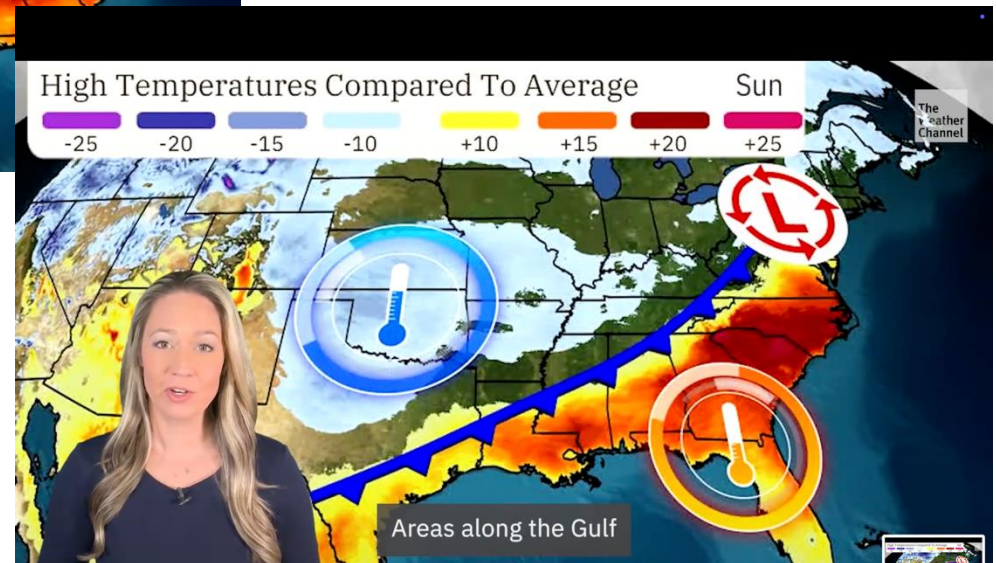 High Temperatures Compared To Average
Sun
-25 -20 -15 -10 +10 +15 +20 +25
The
Weather
Channel
L
Areas along the Gulf